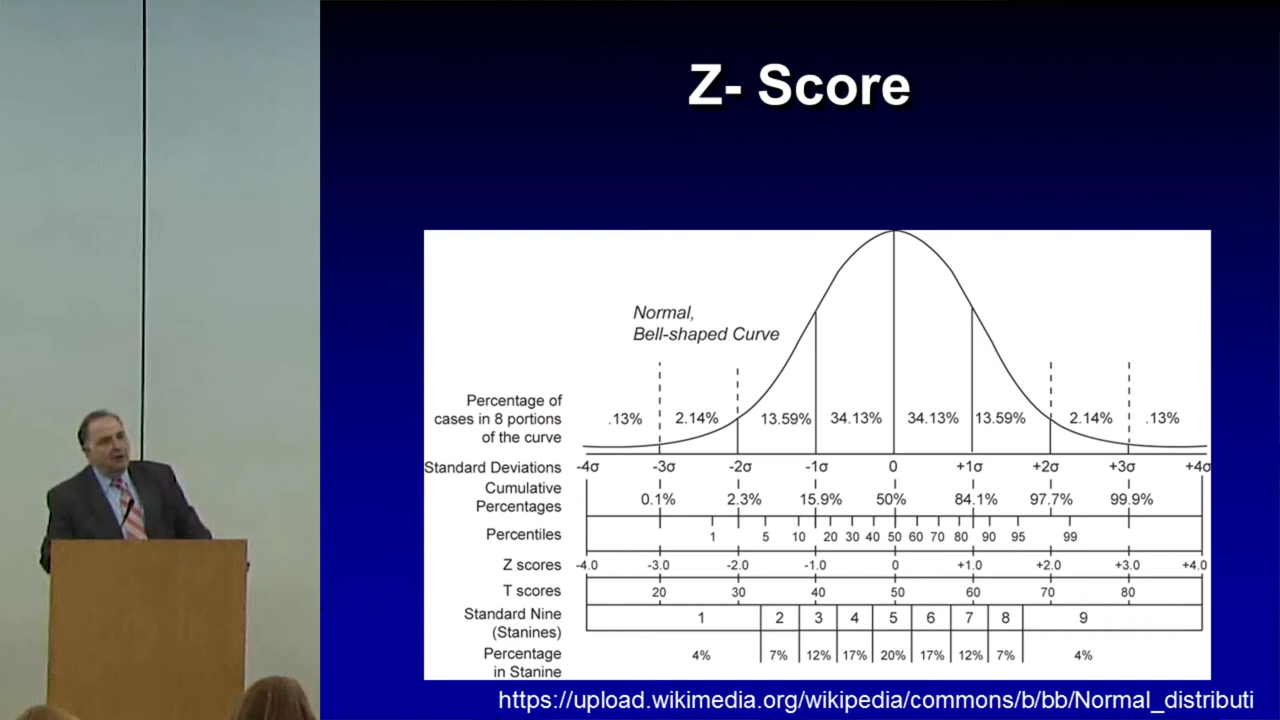 Z- Score
Normal,
Bell-shaped Curve
Percentage of
cases in 8 portions
of the curve
.13% 2.14% 13.59% 34.13% 34.13% 13.59% 2.14% .13%
Standard Deviations -4σ -3σ -2σ -1σ 0 +1σ +2σ +3σ +4σ
Cumulative
Percentages
0.1% 2.3% 15.9% 50% 84.1% 97.7% 99.9%
Percentiles 1 5 10 20 30 40 50 60 70 80 90 95 99
Z scores -4.0 -3.0 -2.0 -1.0 0 +1.0 +2.0 +3.0 +4.0
T scores 20 30 40 50 60 70 80
Standard Nine
(Stanines)
1 2 3 4 5 6 7 8 9
Percentage
in Stanine
4% 7% 12% 17% 20% 17% 12% 7% 4%
https://upload.wikimedia.org/wikipedia/commons/b/bb/Normal_distributi